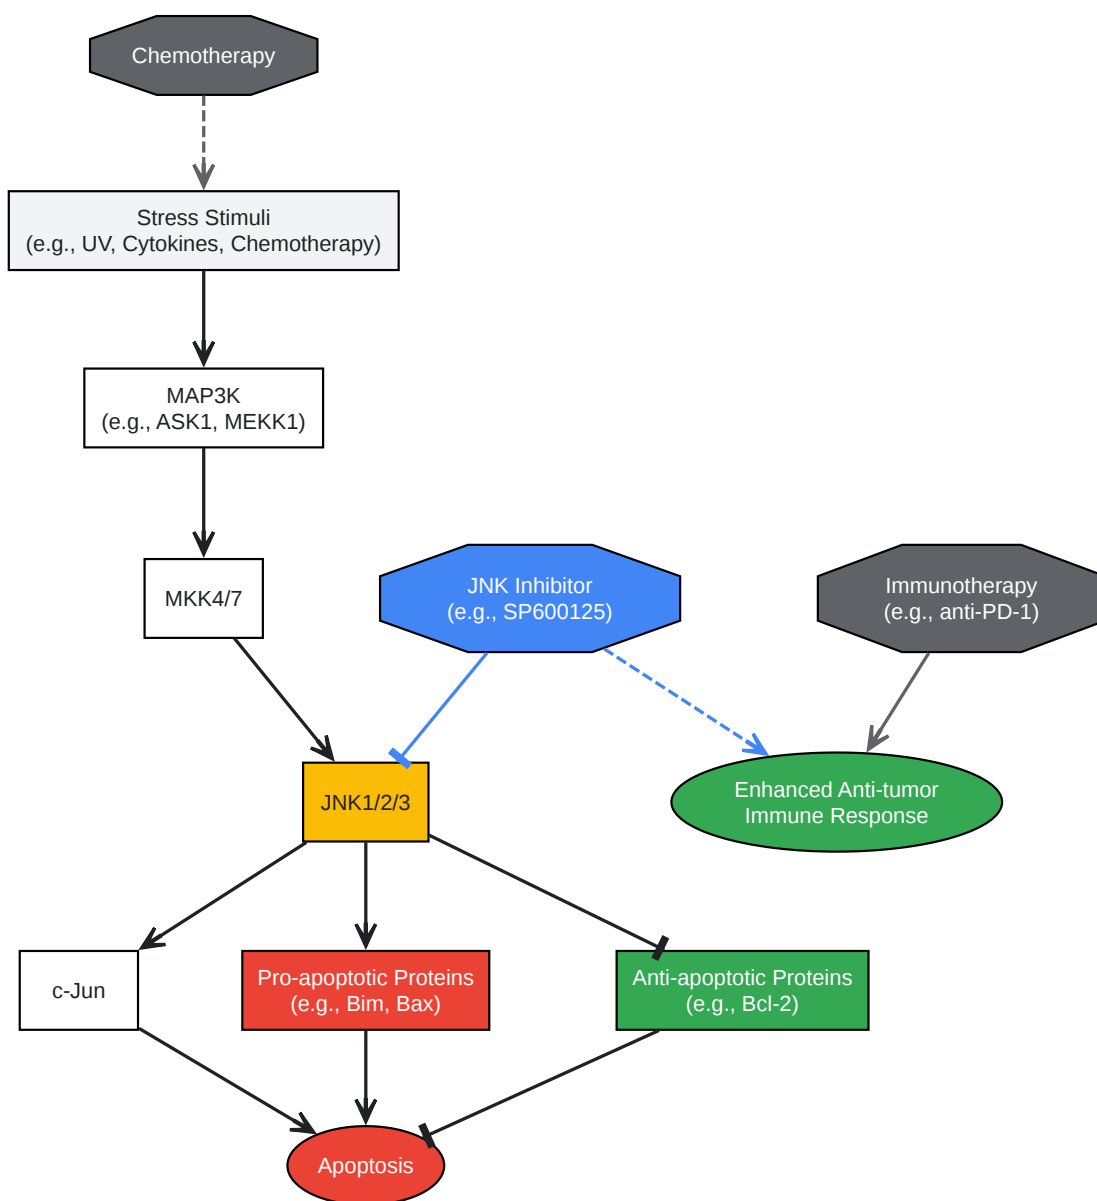 Chemotherapy
Stress Stimuli
(e.g., UV, Cytokines, Chemotherapy)
MAP3K
(e.g., ASK1, MEKK1)
MKK4/7
JNK Inhibitor
(e.g., SP600125)
Immunotherapy
(e.g., anti-PD-1)
JNK1/2/3
Enhanced Anti-tumor
Immune Response
c-Jun
Pro-apoptotic Proteins
(e.g., Bim, Bax)
Anti-apoptotic Proteins
(e.g., Bcl-2)
Apoptosis